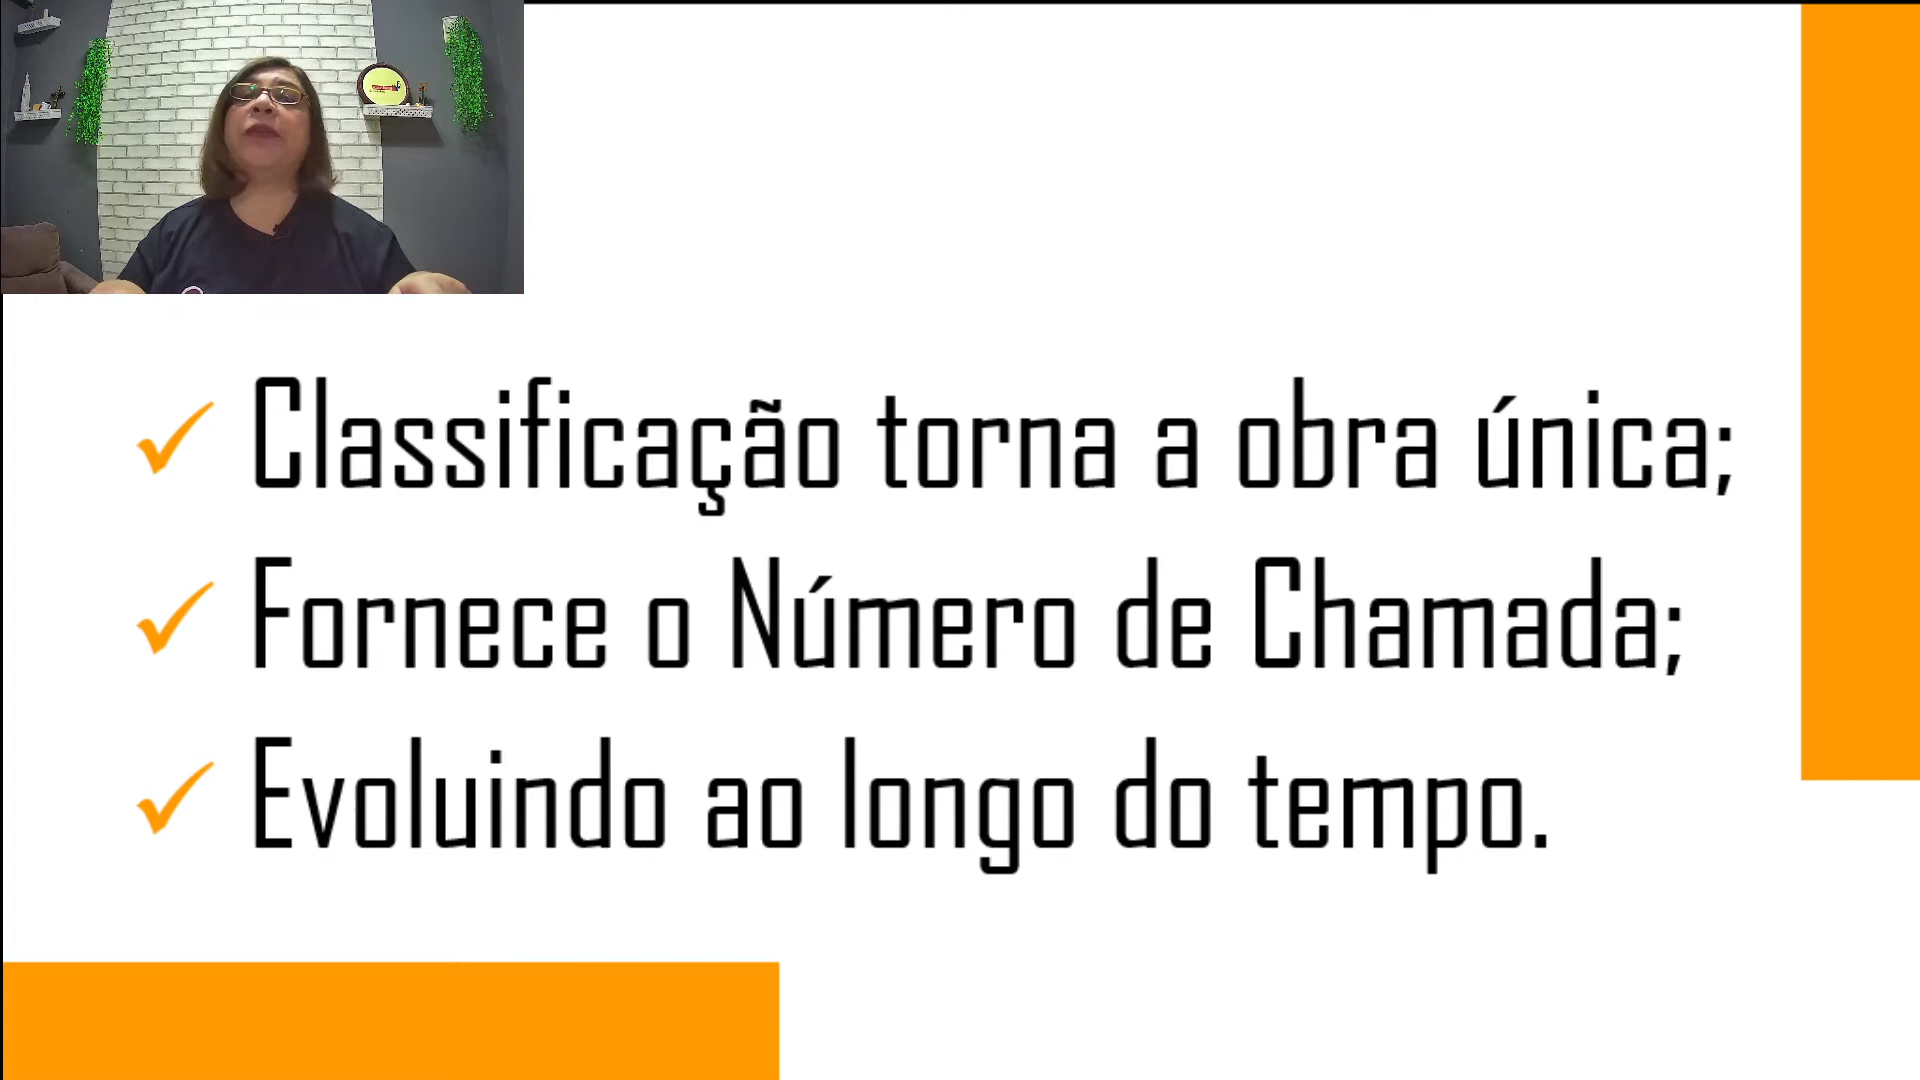 Classificação torna a obra única;
Fornece o Número de Chamada;
Evoluindo ao longo do tempo.